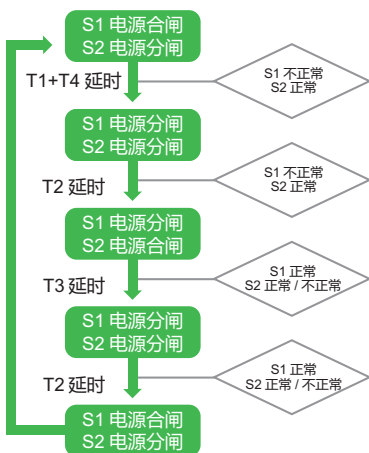 S1 电源合闸
S2 电源分闸
T1+T4 延时
S1 不正常
S2 正常
S1 电源分闸
S2 电源分闸
T2 延时
S1 不正常
S2 正常
S1 电源分闸
S2 电源合闸
T3 延时
S1 正常
S2 正常 / 不正常
S1 电源分闸
S2 电源分闸
T2 延时
S1 正常
S2 正常 / 不正常
S1 电源合闸
S2 电源分闸